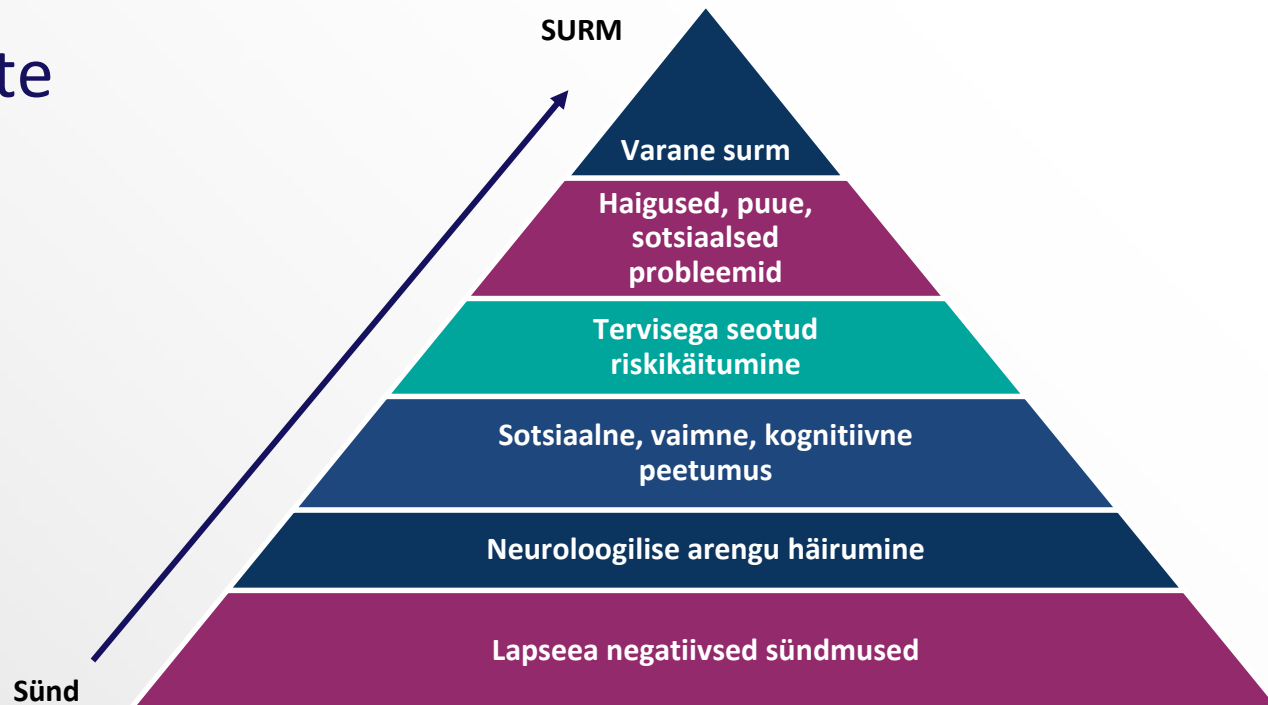 te
SURM
Varane surm
Haigused, puue,
sotsiaalsed
probleemid
Tervisega seotud
riskikäitumine
Sotsiaalne, vaimne, kognitiivne
peetumus
Neuroloogilise arengu häirumine
Lapseea negatiivsed sündmused
Sünd